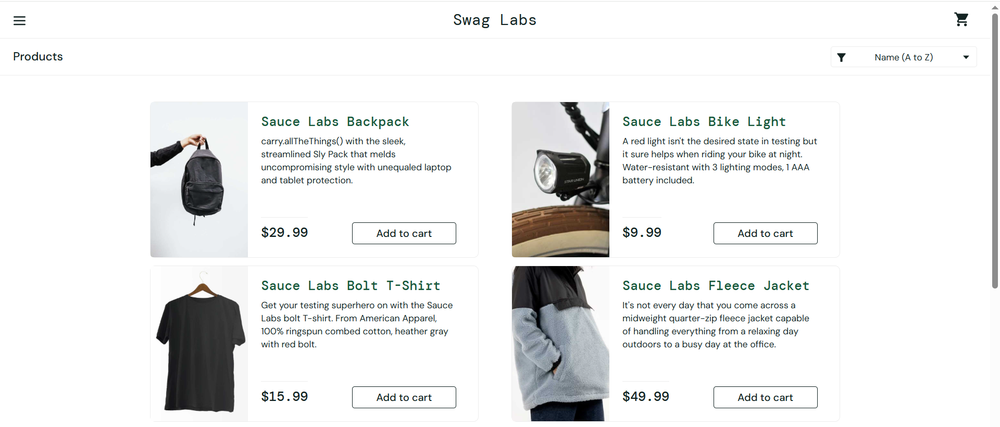 Swag Labs
Products
Name (A to Z)
Sauce Labs Backpack
carry.allTheThings() with the sleek,
streamlined Sly Pack that melds
uncompromising style with unequaled laptop
and tablet protection.
$29.99
Add to cart
STAR UNION
Sauce Labs Bike Light
A red light isn't the desired state in testing but
it sure helps when riding your bike at night.
Water-resistant with 3 lighting modes, 1 AAA
battery included.
$9.99
Add to cart
Sauce Labs Bolt T-Shirt
Get your testing superhero on with the Sauce
Labs bolt T-shirt. From American Apparel,
100% ringspun combed cotton, heather gray
with red bolt.
$15.99
Add to cart
Sauce Labs Fleece Jacket
It's not every day that you come across a
midweight quarter-zip fleece jacket capable
of handling everything from a relaxing day
outdoors to a busy day at the office.
$49.99
Add to cart